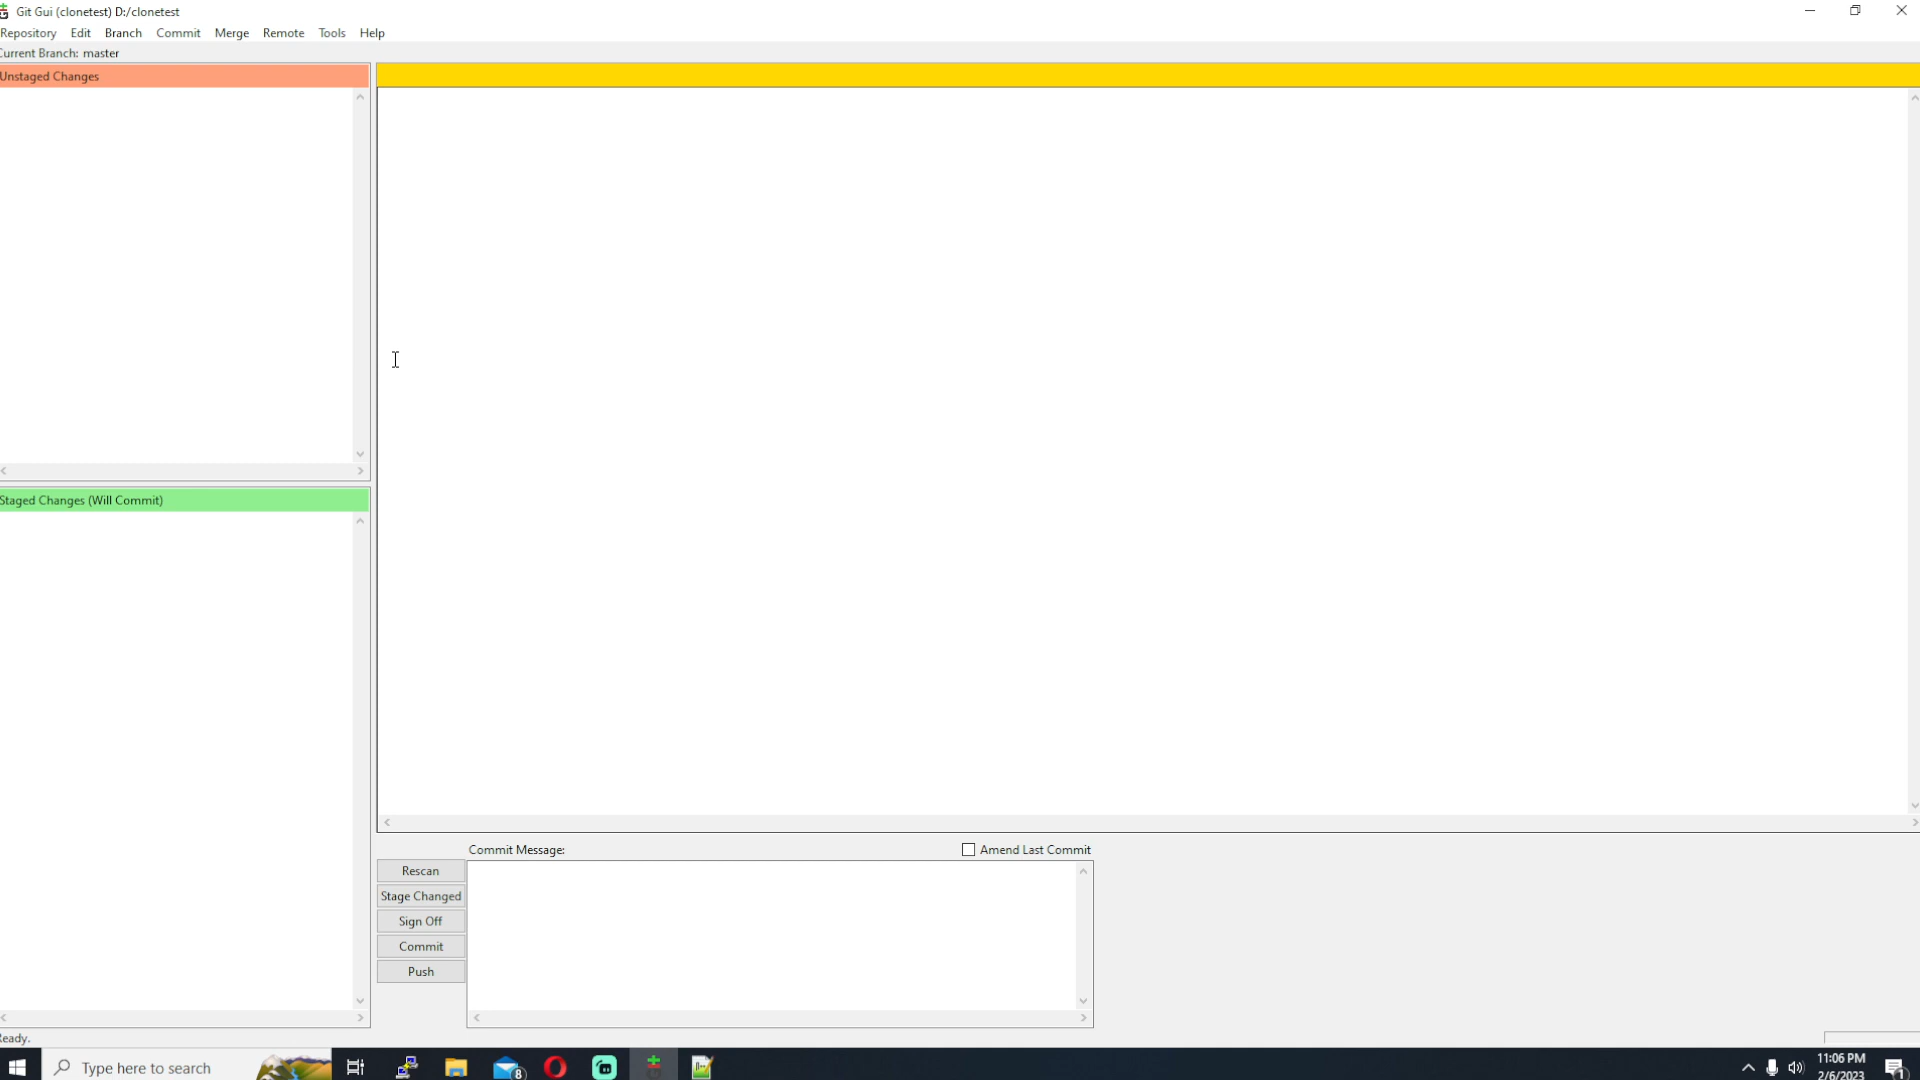 Git Gui (clonetest) D:/clonetest
Repository Edit Branch Commit Merge Remote Tools Help
Current Branch: master
Unstaged Changes
Staged Changes (Will Commit)
Commit Message:
Amend Last Commit
Rescan
Stage Changed
Sign Off
Commit
Push
Ready.
Type here to search
8
11:06 PM
2/6/2023
1